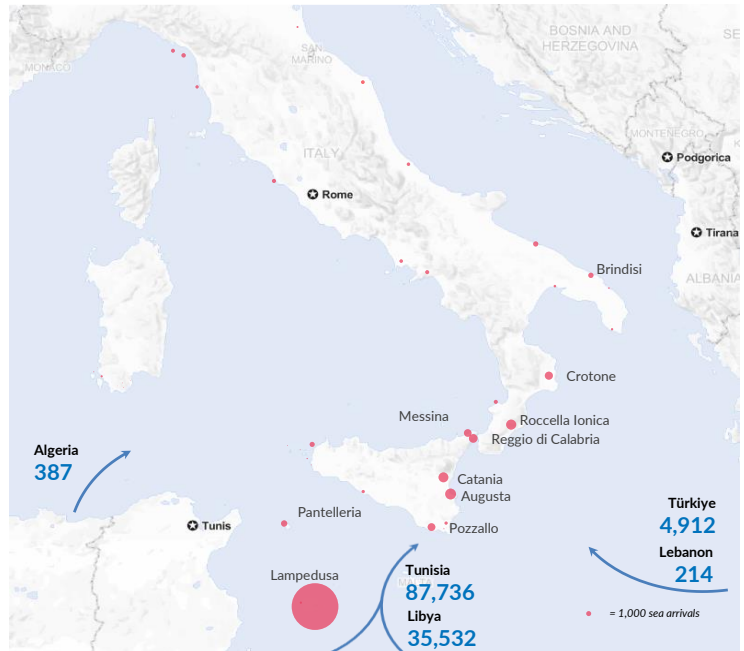 BOSNIA AND
HERZEGOVINA
SE
SAN
MARINO
MONACO
MONTENEGRO
K
Podgorica
ITALY
Rome
Tirana
Brindisi
ALBANIA
Crotone
Messina
Roccella Ionica
Reggio di Calabria
Algeria
387
Catania
Augusta
Pantelleria
Pozzallo
Tunis
Türkiye
4,912
Lebanon
214
Lampedusa
Tunisia
87,736
Libya
35,532
= 1,000 sea arrivals